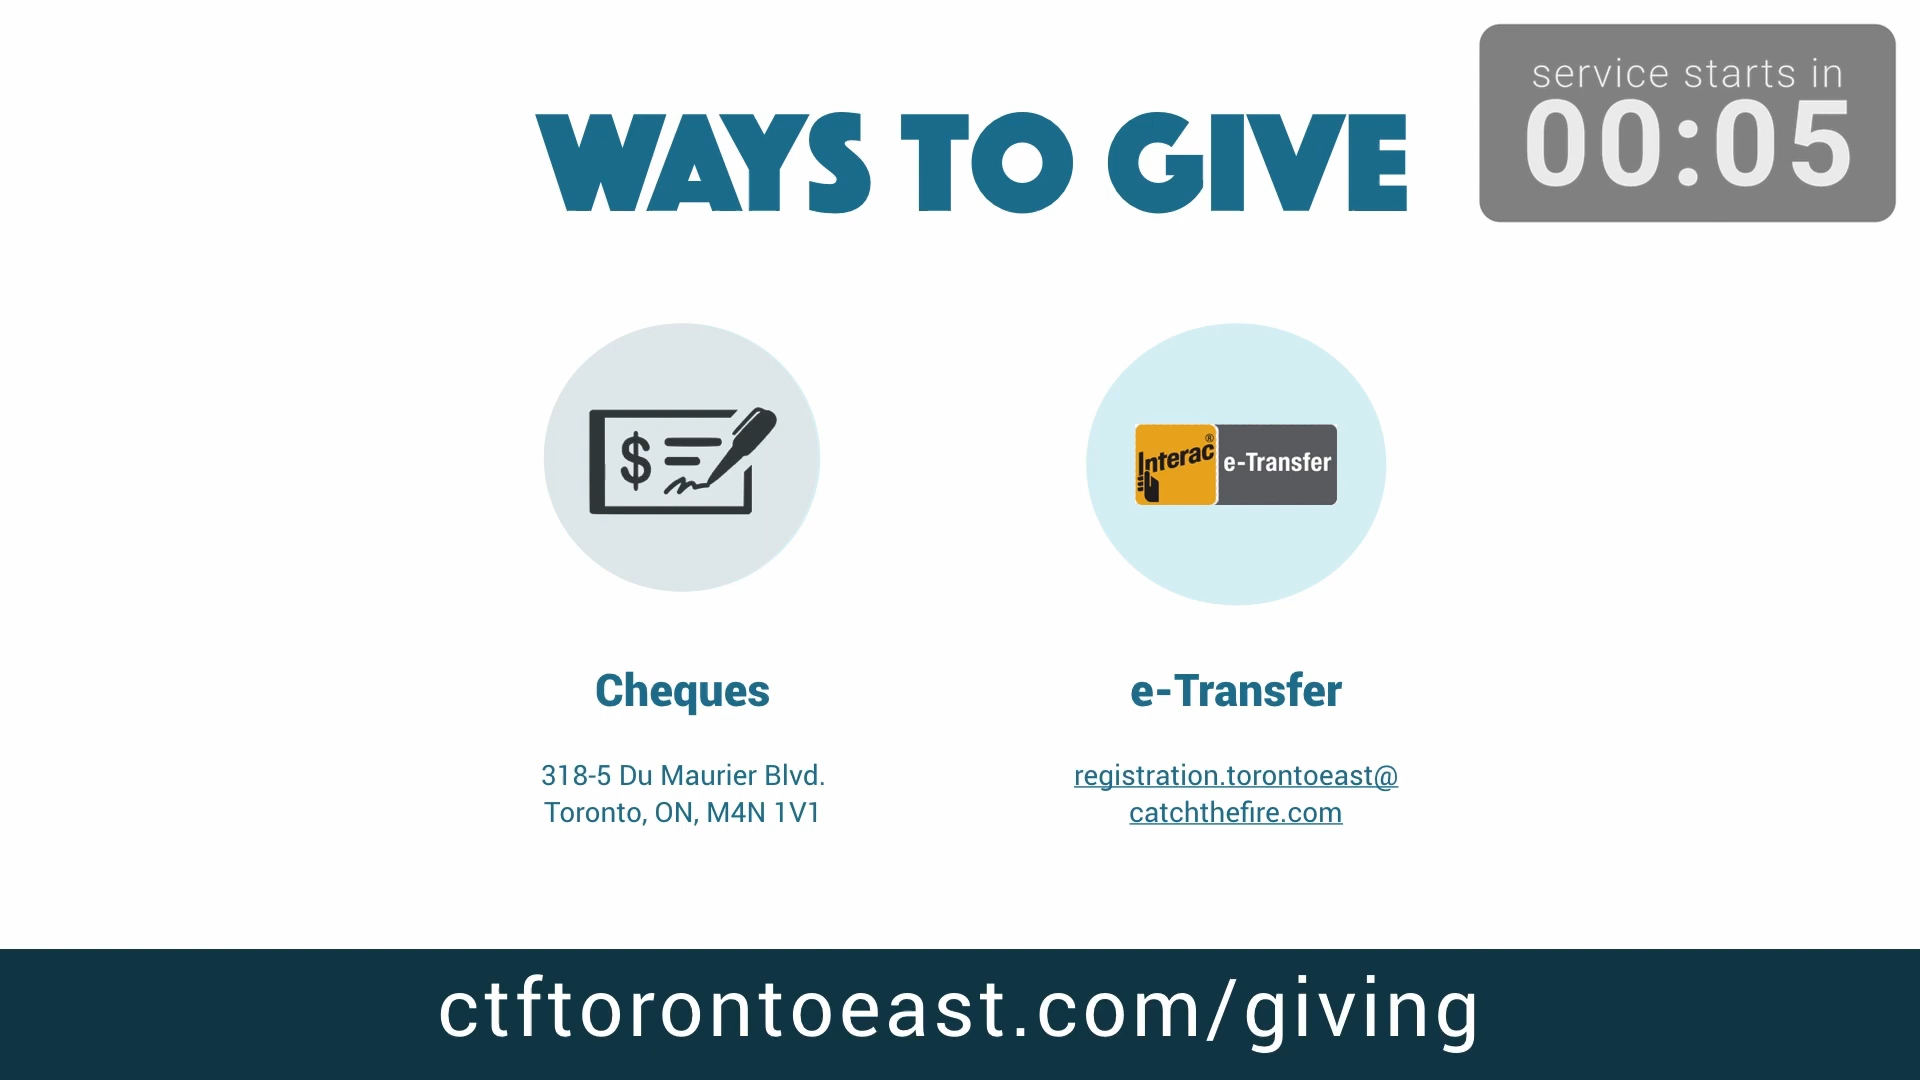 service starts in
00:05
WAYS TO GIVE
$
Interac® e-Transfer
Cheques
318-5 Du Maurier Blvd.
Toronto, ON, M4N 1V1
e-Transfer
registration.torontoeast@
catchthefire.com
ctftorontoeast.com/giving